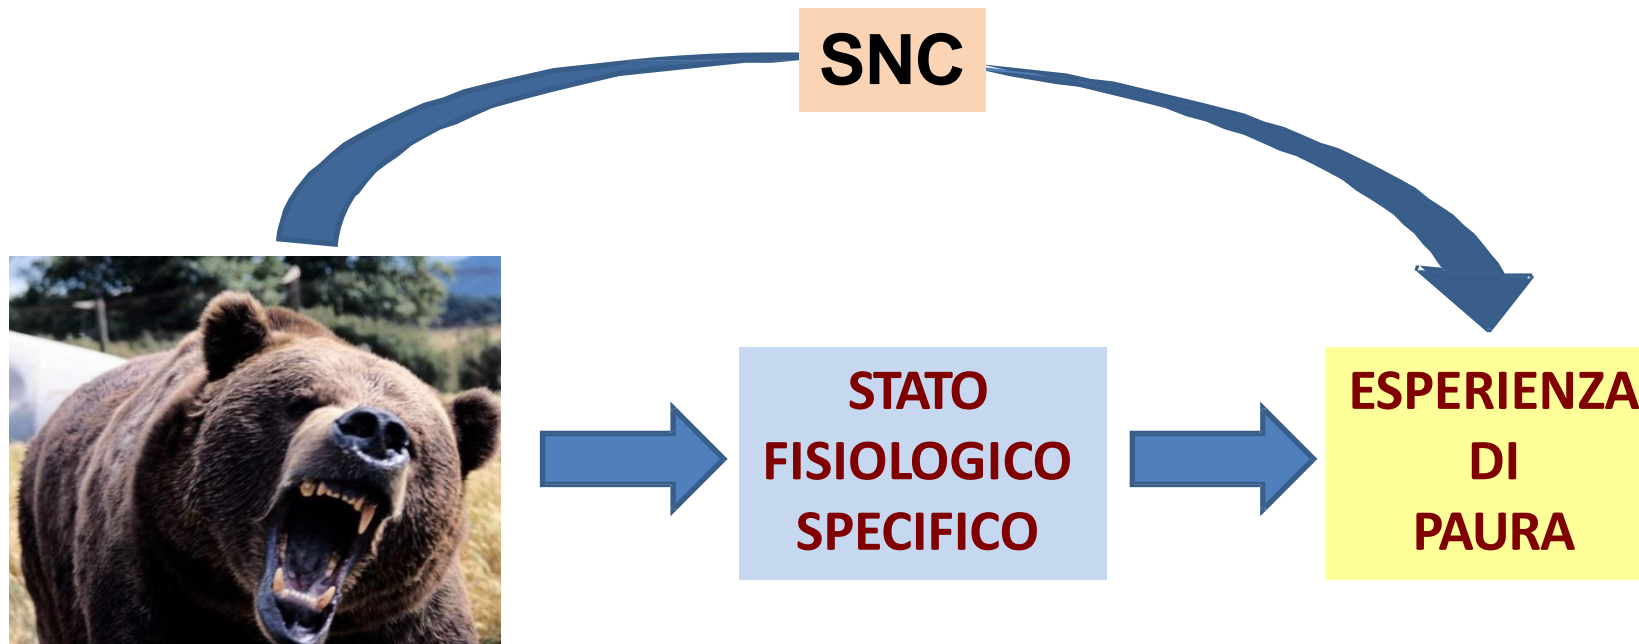 SNC
STATO
FISIOLOGICO
SPECIFICO
ESPERIENZA
DI
PAURA